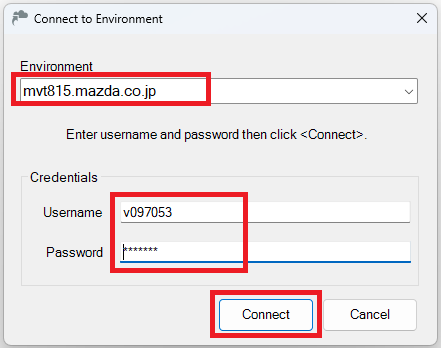 Connect to Environment
Environment
mvt815.mazda.co.jp
Enter username and password then click <Connect>.
Credentials
Username v097053
Password *******
Connect Cancel